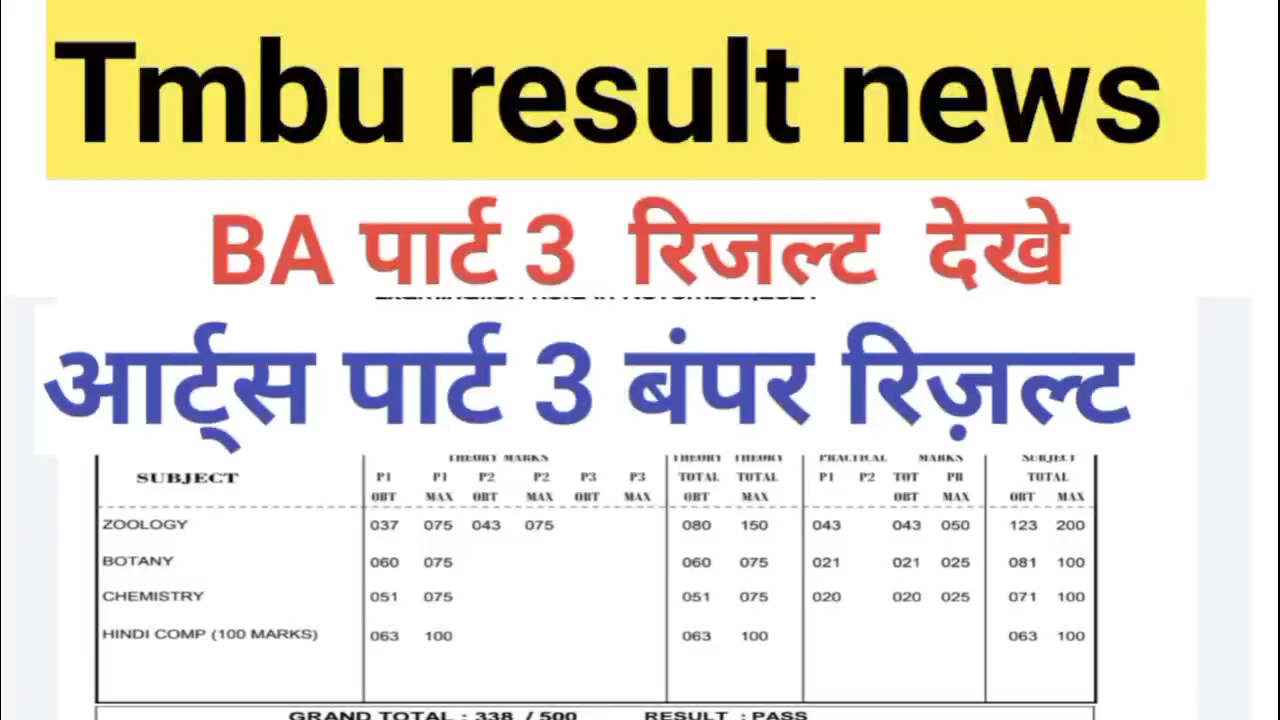 Tmbu result news
BA पार्ट 3 रिजल्ट देखे
आर्ट्स पार्ट 3 बंपर रिज़ल्ट
THEORY MARKS THEORY THEORY PRACTICAL MARKS SUBJECT
SUBJECT P1 P1 P2 P2 P3 P3 TOTAL TOTAL P1 P2 TOT PR TOTAL
OBT MAX OBT MAX OBT MAX OBT MAX OBT MAX OBT MAX
ZOOLOGY 037 075 043 075 080 150 043 043 050 123 200
BOTANY 060 075 060 075 021 021 025 081 100
CHEMISTRY 051 075 051 075 020 020 025 071 100
HINDI COMP (100 MARKS) 063 100 063 100 063 100
GRAND TOTAL : 338 / 500 RESULT : PASS